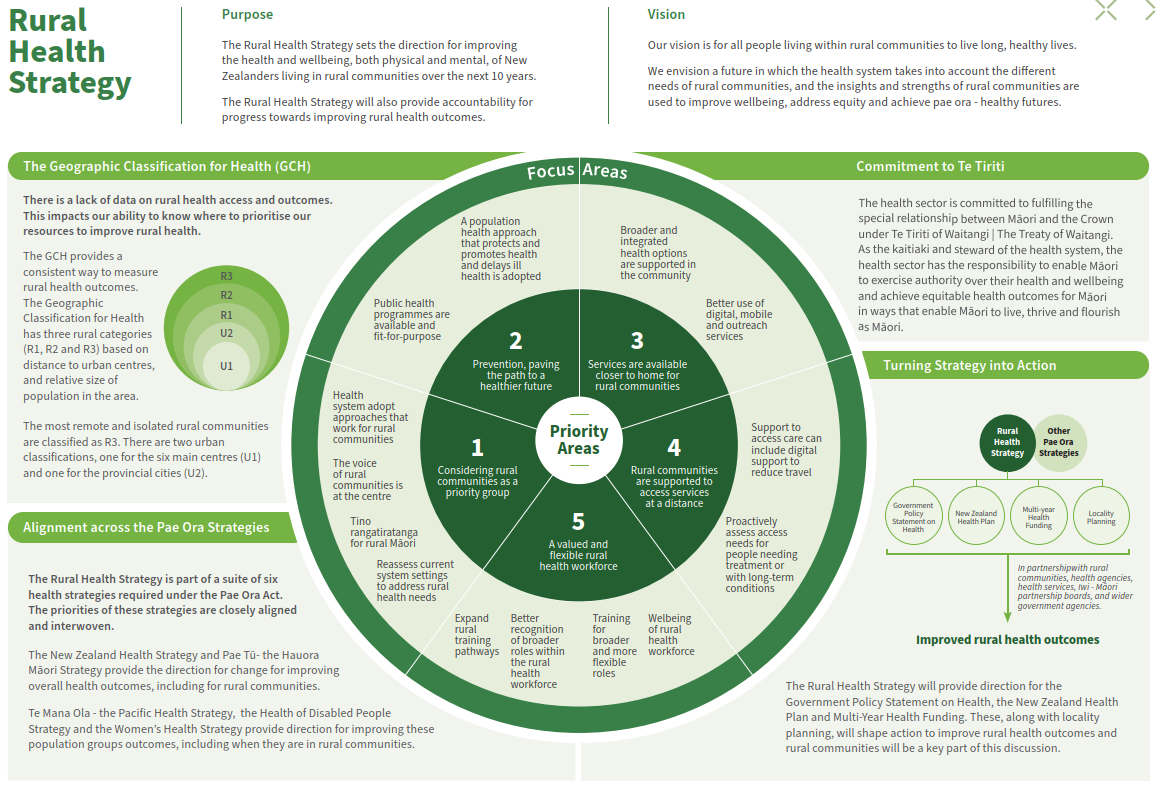 Rural
Health
Strategy
Purpose
The Rural Health Strategy sets the direction for improving
the health and wellbeing, both physical and mental, of New
Zealanders living in rural communities over the next 10 years.
The Rural Health Strategy will also provide accountability for
progress towards improving rural health outcomes.
Vision
Our vision is for all people living within rural communities to live long, healthy lives.
We envision a future in which the health system takes into account the different
needs of rural communities, and the insights and strengths of rural communities are
used to improve wellbeing, address equity and achieve pae ora - healthy futures.
The Geographic Classification for Health (GCH)
There is a lack of data on rural health access and outcomes.
This impacts our ability to know where to prioritise our
resources to improve rural health.
The GCH provides a
consistent way to measure
rural health outcomes.
The Geographic
Classification for Health
has three rural categories
(R1, R2 and R3) based on
distance to urban centres,
and relative size of
population in the area.
R3
R2
R1
U2
U1
The most remote and isolated rural communities
are classified as R3. There are two urban
classifications, one for the six main centres (U1)
and one for the provincial cities (U2).
Alignment across the Pae Ora Strategies
The Rural Health Strategy is part of a suite of six
health strategies required under the Pae Ora Act.
The priorities of these strategies are closely aligned
and interwoven.
The New Zealand Health Strategy and Pae Tū- the Hauora
Māori Strategy provide the direction for change for improving
overall health outcomes, including for rural communities.
Te Mana Ola - the Pacific Health Strategy, the Health of Disabled People
Strategy and the Women's Health Strategy provide direction for improving these
population groups outcomes, including when they are in rural communities.
Focus Areas
Priority
Areas
1
Considering rural
communities as a
priority group
Health
system adopt
approaches that
work for rural
communities
The voice
of rural
communities is
at the centre
Tino
rangatiratanga
for rural Māori
Reassess current
system settings
to address rural
health needs
2
Prevention, paving
the path to a
healthier future
Public health
programmes are
available and
fit-for-purpose
A population
health approach
that protects and
promotes health
and delays ill
health is adopted
3
Services are available
closer to home for
rural communities
Broader and
integrated
health options
are supported in
the community
Better use of
digital, mobile
and outreach
services
4
Rural communities
are supported to
access services
at a distance
Support to
access care can
include digital
support to
reduce travel
Proactively
assess access
needs for
people needing
treatment or
with long-term
conditions
5
A valued and
flexible rural
health workforce
Expand
rural
training
pathways
Better
recognition
of broader
roles within
the rural
health
workforce
Training
for
broader
and more
flexible
roles
Welbeing
of rural
health
workforce
Commitment to Te Tiriti
The health sector is committed to fulfilling the
special relationship between Māori and the Crown
under Te Tiriti of Waitangi | The Treaty of Waitangi.
As the kaitiaki and steward of the health system, the
health sector has the responsibility to enable Māori
to exercise authority over their health and wellbeing
and achieve equitable health outcomes for Māori
in ways that enable Māori to live, thrive and flourish
as Māori.
Turning Strategy into Action
Rural
Health
Strategy
Other
Pae Ora
Strategies
Government
Policy
Statement on
Health
New Zealand
Health Plan
Multi-year
Health
Funding
Locality
Planning
In partnershipwith rural
communities, health agencies,
health services, Iwi - Māori
partnership boards, and wider
government agencies.
Improved rural health outcomes
The Rural Health Strategy will provide direction for the
Government Policy Statement on Health, the New Zealand Health
Plan and Multi-Year Health Funding. These, along with locality
planning, will shape action to improve rural health outcomes and
rural communities will be a key part of this discussion.